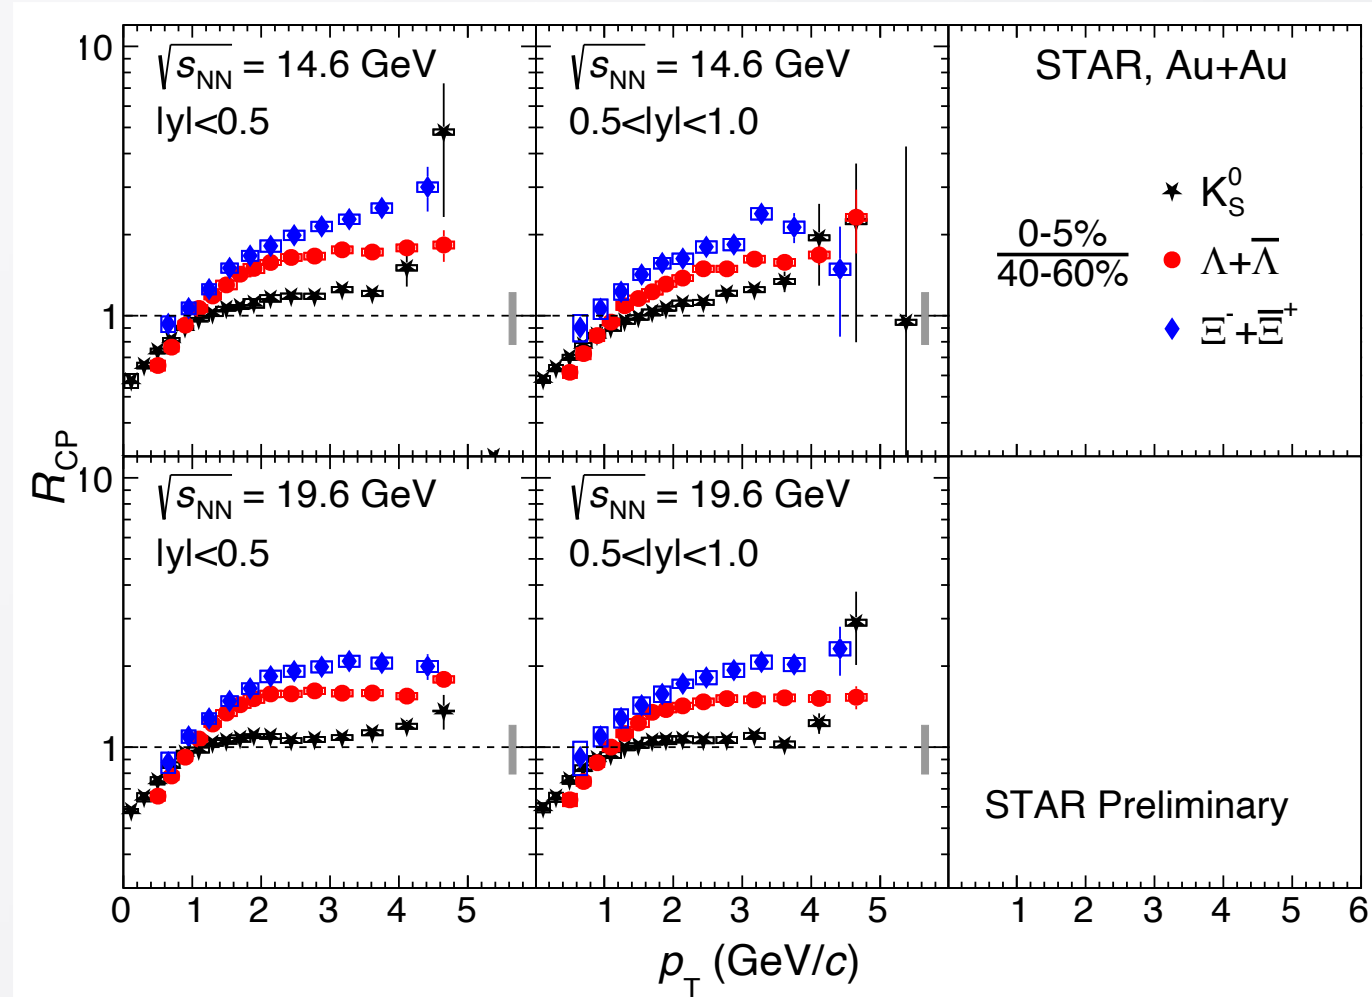 √sNN = 14.6 GeV
|y|<0.5
√sNN = 14.6 GeV
0.5<|y|<1.0
STAR, Au+Au
0-5%
40-60%
K⁰S
Λ+Λ̅
Ξ⁻+Ξ̅⁺
10
1
RCP
√sNN = 19.6 GeV
|y|<0.5
√sNN = 19.6 GeV
0.5<|y|<1.0
STAR Preliminary
10
1
0 1 2 3 4 5 1 2 3 4 5 1 2 3 4 5 6
pT (GeV/c)